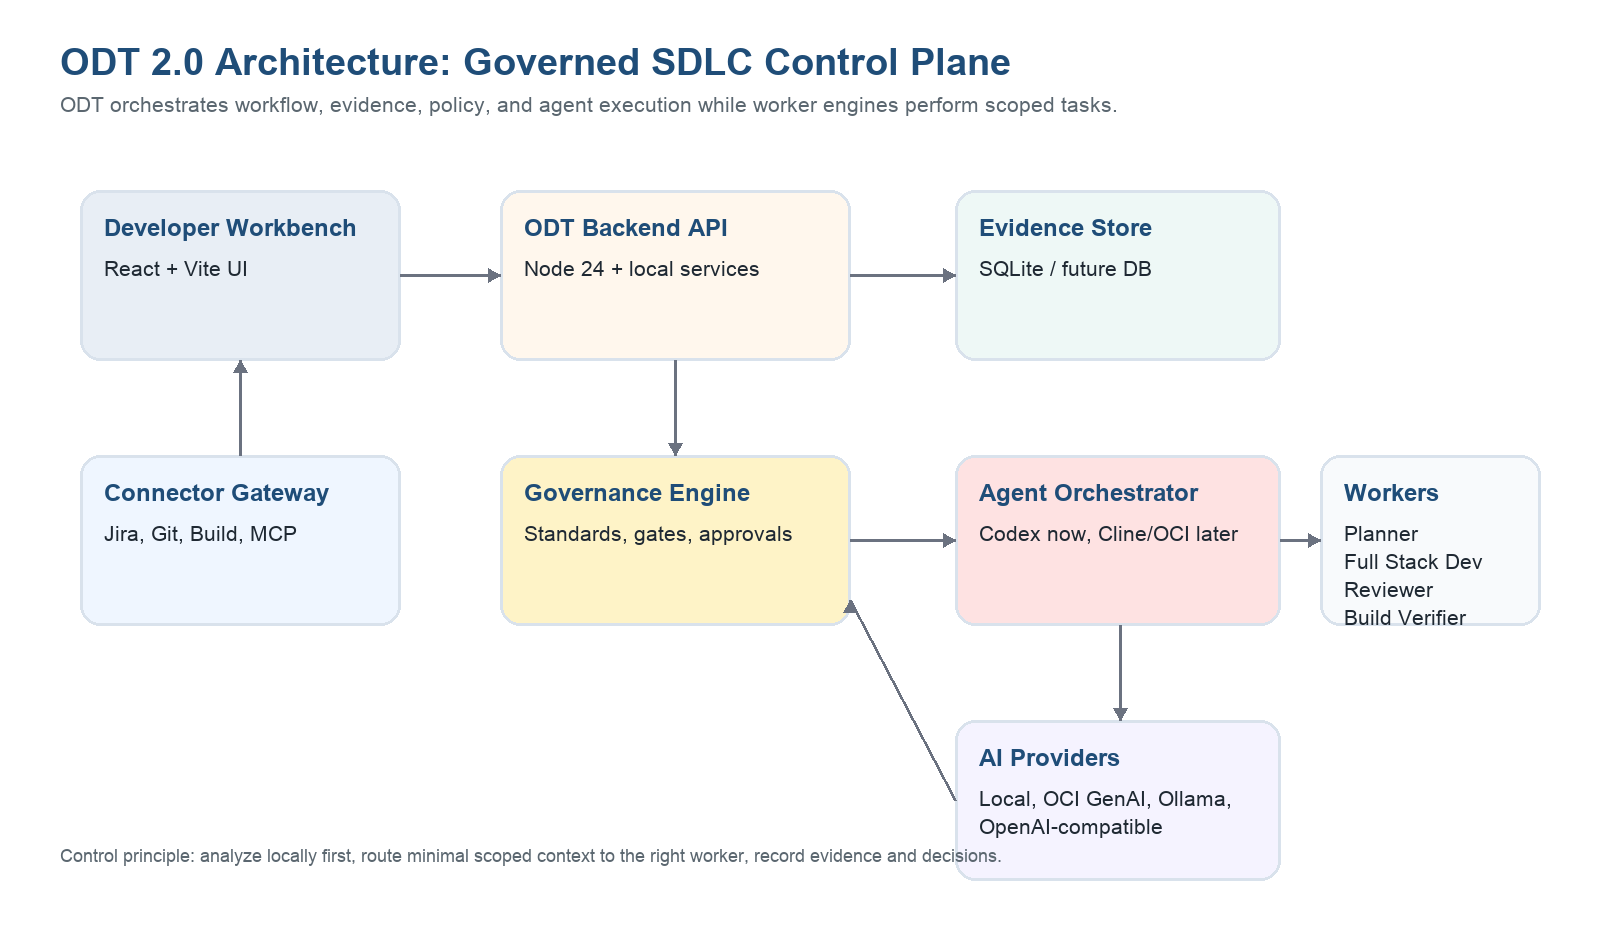 ODT 2.0 Architecture: Governed SDLC Control Plane
ODT orchestrates workflow, evidence, policy, and agent execution while worker engines perform scoped tasks.
Developer Workbench
React + Vite UI
ODT Backend API
Node 24 + local services
Evidence Store
SQLite / future DB
Connector Gateway
Jira, Git, Build, MCP
Governance Engine
Standards, gates, approvals
Agent Orchestrator
Codex now, Cline/OCI later
Workers
Planner
Full Stack Dev
Reviewer
Build Verifier
AI Providers
Local, OCI GenAI, Ollama,
OpenAI-compatible
Control principle: analyze locally first, route minimal scoped context to the right worker, record evidence and decisions.